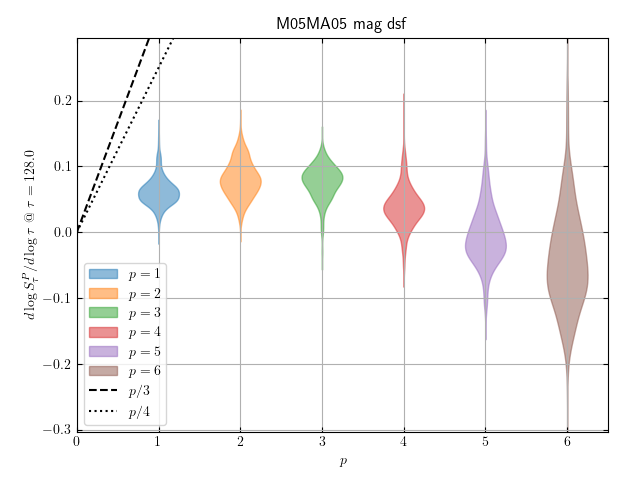 M05MA05 mag dsf
d log S_τ^P / d log τ @ τ = 128.0
0.2
0.1
0.0
−0.1
−0.2
−0.3
p = 1
p = 2
p = 3
p = 4
p = 5
p = 6
p/3
p/4
0 1 2 3 4 5 6
p